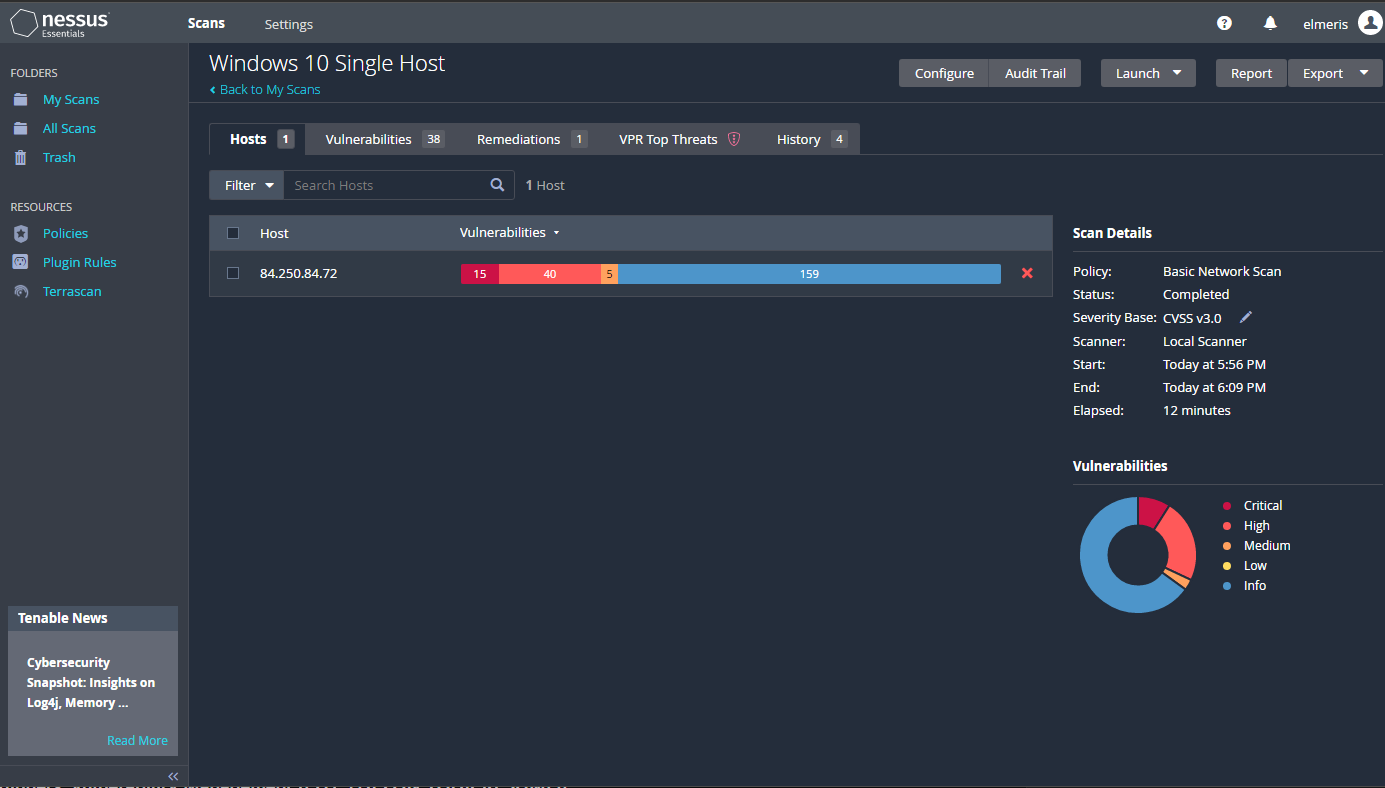 nessus
Essentials
Scans
Settings
elmeris
FOLDERS
My Scans
All Scans
Trash
RESOURCES
Policies
Plugin Rules
Terrascan
Tenable News
Cybersecurity
Snapshot: Insights on
Log4j, Memory ...
Read More
Windows 10 Single Host
Back to My Scans
Configure
Audit Trail
Launch
Report
Export
Hosts 1
Vulnerabilities 38
Remediations 1
VPR Top Threats
History 4
Filter
Search Hosts
1 Host
Host
Vulnerabilities
84.250.84.72
15 40 5 159
Scan Details
Policy: Basic Network Scan
Status: Completed
Severity Base: CVSS v3.0
Scanner: Local Scanner
Start: Today at 5:56 PM
End: Today at 6:09 PM
Elapsed: 12 minutes
Vulnerabilities
Critical
High
Medium
Low
Info